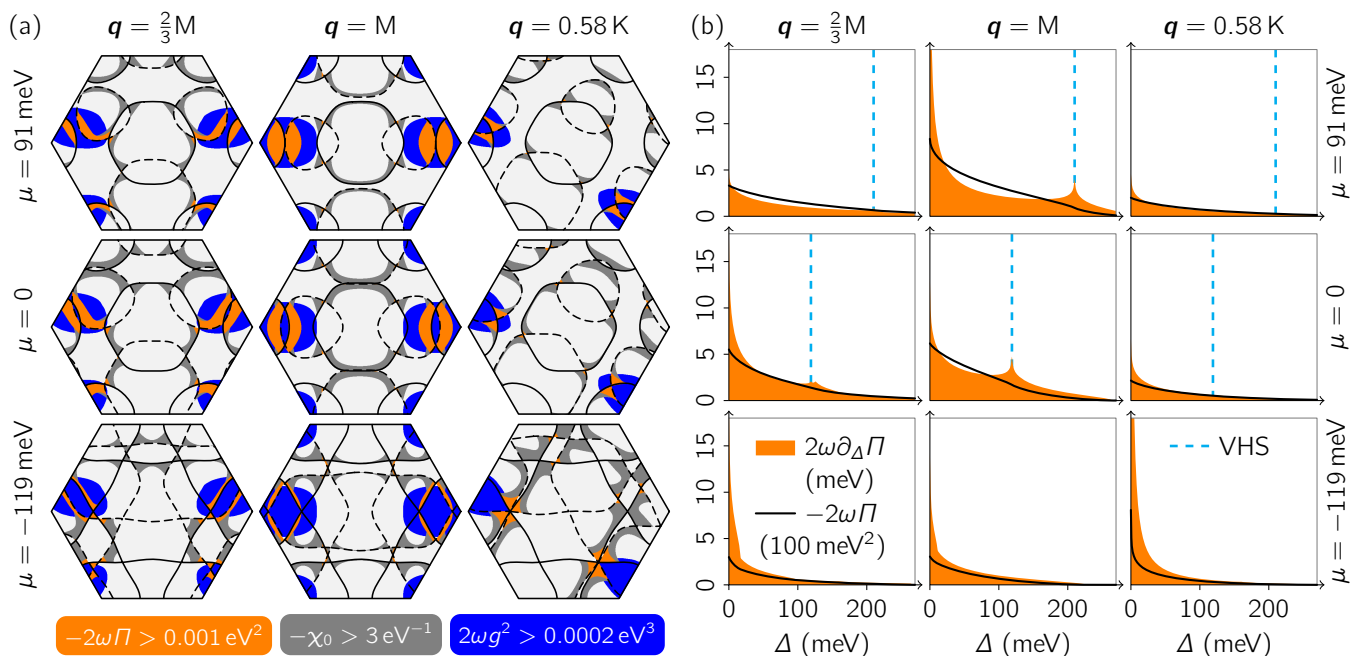 (a) q = 2/3 M q = M q = 0.58 K
μ = 91 meV
μ = 0
μ = −119 meV
−2ωΠ > 0.001 eV²
−χ₀ > 3 eV⁻¹
2ωg² > 0.0002 eV³
(b) q = 2/3 M q = M q = 0.58 K
15
10
5
0
μ = 91 meV
15
10
5
0
μ = 0
15
10
5
0
2ω∂_ΔΠ
(meV)
−2ωΠ
(100 meV²)
VHS
μ = −119 meV
0 100 200 0 100 200 0 100 200
Δ (meV) Δ (meV) Δ (meV)